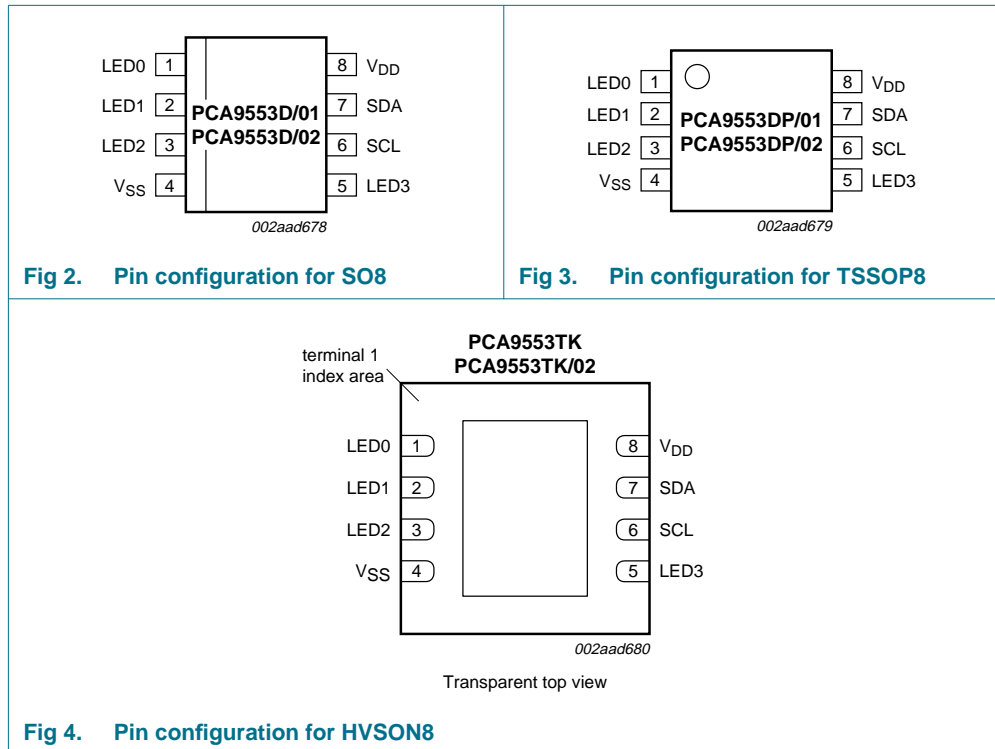 LED0 1 8 VDD
LED1 2 PCA9553D/01 7 SDA
PCA9553D/02
LED2 3 6 SCL
VSS 4 5 LED3
002aad678
Fig 2. Pin configuration for SO8
LED0 1 8 VDD
LED1 2 PCA9553DP/01 7 SDA
PCA9553DP/02
LED2 3 6 SCL
VSS 4 5 LED3
002aad679
Fig 3. Pin configuration for TSSOP8
PCA9553TK
PCA9553TK/02
terminal 1
index area
LED0 1 8 VDD
LED1 2 7 SDA
LED2 3 6 SCL
VSS 4 5 LED3
002aad680
Transparent top view
Fig 4. Pin configuration for HVSON8